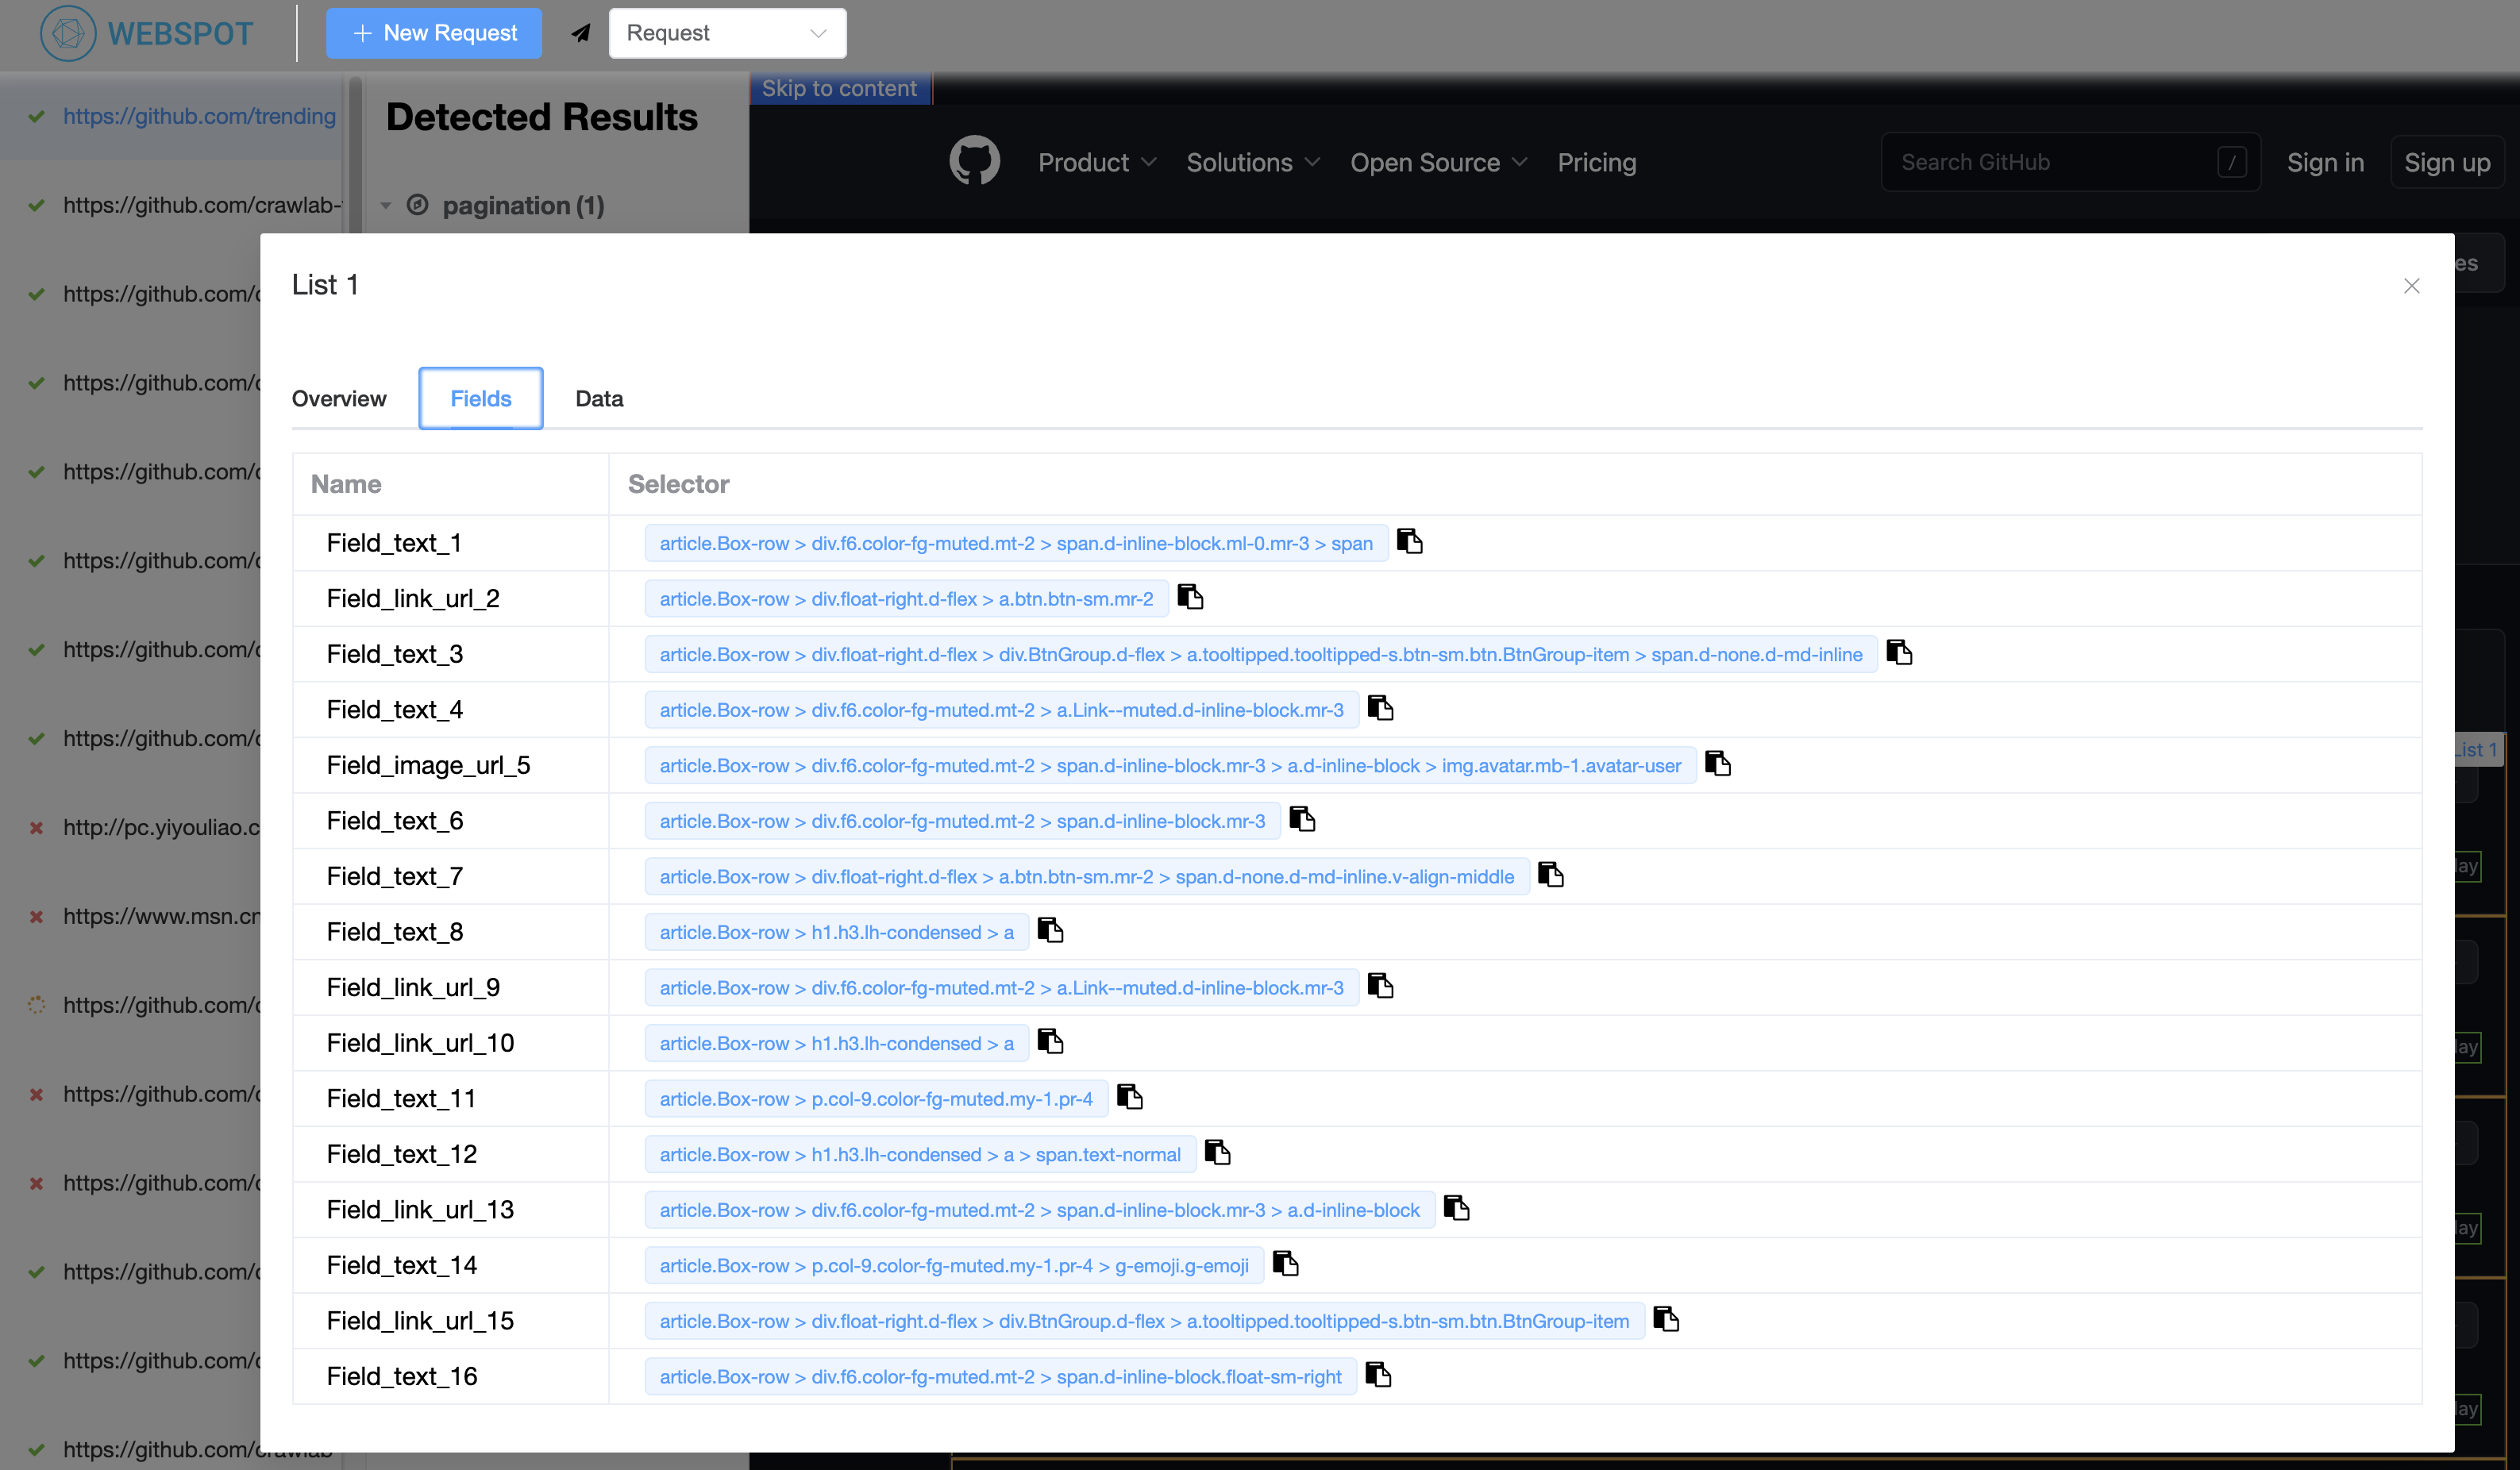 WEBSPOT
New Request
Request
https://github.com/trending
https://github.com/crawlab-
https://github.com/
https://github.com/
https://github.com/
https://github.com/
https://github.com/
https://github.com/
http://pc.yiyouliao.c
https://www.msn.cn
https://github.com/
https://github.com/
https://github.com/
https://github.com/
https://github.com/
https://github.com/crawlab
Detected Results
pagination (1)
Skip to content
Product
Solutions
Open Source
Pricing
Search GitHub
/
Sign in
Sign up
es
List 1
Overview
Fields
Data
Name Selector
Field_text_1 article.Box-row > div.f6.color-fg-muted.mt-2 > span.d-inline-block.ml-0.mr-3 > span
Field_link_url_2 article.Box-row > div.float-right.d-flex > a.btn.btn-sm.mr-2
Field_text_3 article.Box-row > div.float-right.d-flex > div.BtnGroup.d-flex > a.tooltipped.tooltipped-s.btn-sm.btn.BtnGroup-item > span.d-none.d-md-inline
Field_text_4 article.Box-row > div.f6.color-fg-muted.mt-2 > a.Link--muted.d-inline-block.mr-3
Field_image_url_5 article.Box-row > div.f6.color-fg-muted.mt-2 > span.d-inline-block.mr-3 > a.d-inline-block > img.avatar.mb-1.avatar-user
Field_text_6 article.Box-row > div.f6.color-fg-muted.mt-2 > span.d-inline-block.mr-3
Field_text_7 article.Box-row > div.float-right.d-flex > a.btn.btn-sm.mr-2 > span.d-none.d-md-inline.v-align-middle
Field_text_8 article.Box-row > h1.h3.lh-condensed > a
Field_link_url_9 article.Box-row > div.f6.color-fg-muted.mt-2 > a.Link--muted.d-inline-block.mr-3
Field_link_url_10 article.Box-row > h1.h3.lh-condensed > a
Field_text_11 article.Box-row > p.col-9.color-fg-muted.my-1.pr-4
Field_text_12 article.Box-row > h1.h3.lh-condensed > a > span.text-normal
Field_link_url_13 article.Box-row > div.f6.color-fg-muted.mt-2 > span.d-inline-block.mr-3 > a.d-inline-block
Field_text_14 article.Box-row > p.col-9.color-fg-muted.my-1.pr-4 > g-emoji.g-emoji
Field_link_url_15 article.Box-row > div.float-right.d-flex > div.BtnGroup.d-flex > a.tooltipped.tooltipped-s.btn-sm.btn.BtnGroup-item
Field_text_16 article.Box-row > div.f6.color-fg-muted.mt-2 > span.d-inline-block.float-sm-right
List 1
lay
lay
lay
lay